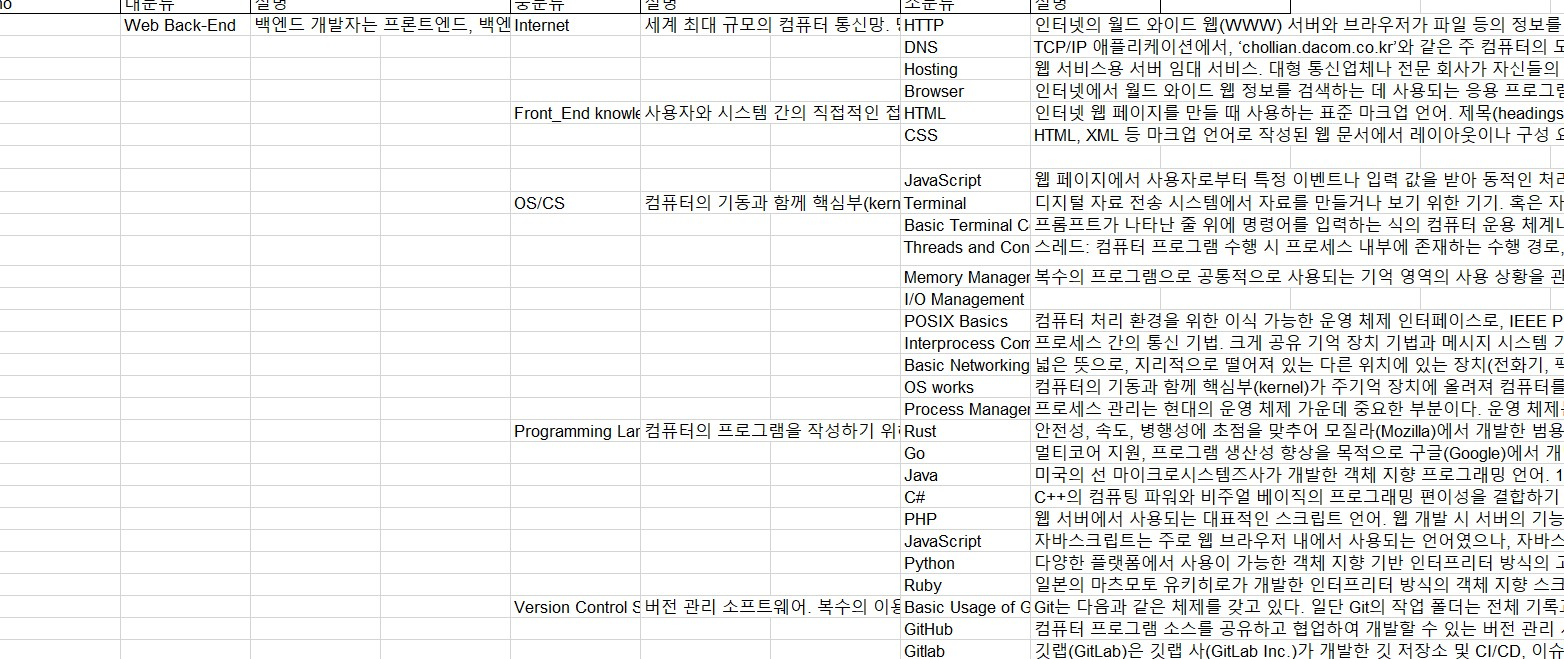 no 대분류 설명 중분류 설명 소분류 설명
Web Back-End 백엔드 개발자는 프론트엔드, 백엔 Internet 세계 최대 규모의 컴퓨터 통신망. HTTP 인터넷의 월드 와이드 웹(WWW) 서버와 브라우저가 파일 등의 정보를
DNS TCP/IP 애플리케이션에서, ‘chollian.dacom.co.kr’와 같은 주 컴퓨터의
Hosting 웹 서비스용 서버 임대 서비스. 대형 통신업체나 전문 회사가 자신들의
Browser 인터넷에서 월드 와이드 웹 정보를 검색하는 데 사용되는 응용 프로그램
Front_End knowle 사용자와 시스템 간의 직접적인 접 HTML 인터넷 웹 페이지를 만들 때 사용하는 표준 마크업 언어. 제목(headings
CSS HTML, XML 등 마크업 언어로 작성된 웹 문서에서 레이아웃이나 구성
JavaScript 웹 페이지에서 사용자로부터 특정 이벤트나 입력 값을 받아 동적인 처리
OS/CS 컴퓨터의 기동과 함께 핵심부(kern Terminal 디지털 자료 전송 시스템에서 자료를 만들거나 보기 위한 기기. 혹은
Basic Terminal C 프롬프트가 나타난 줄 위에 명령어를 입력하는 식의 컴퓨터 운용 체계
Threads and Con 스레드: 컴퓨터 프로그램 수행 시 프로세스 내부에 존재하는 수행 경로,
Memory Manager 복수의 프로그램으로 공통적으로 사용되는 기억 영역의 사용 상황을 관
I/O Management
POSIX Basics 컴퓨터 처리 환경을 위한 이식 가능한 운영 체제 인터페이스로, IEEE P
Interprocess Com 프로세스 간의 통신 기법. 크게 공유 기억 장치 기법과 메시지 시스템
Basic Networking 넓은 뜻으로, 지리적으로 떨어져 있는 다른 위치에 있는 장치(전화기, 팩
OS works 컴퓨터의 기동과 함께 핵심부(kernel)가 주기억 장치에 올려져 컴퓨터를
Process Manager 프로세스 관리는 현대의 운영 체제 가운데 중요한 부분이다. 운영 체제
Programming Lan 컴퓨터의 프로그램을 작성하기 위 Rust 안전성, 속도, 병행성에 초점을 맞추어 모질라(Mozilla)에서 개발한 범용
Go 멀티코어 지원, 프로그램 생산성 향상을 목적으로 구글(Google)에서 개
Java 미국의 선 마이크로시스템즈사가 개발한 객체 지향 프로그래밍 언어. 1
C# C++의 컴퓨팅 파워와 비주얼 베이직의 프로그래밍 편이성을 결합하기
PHP 웹 서버에서 사용되는 대표적인 스크립트 언어. 웹 개발 시 서버의 기능
JavaScript 자바스크립트는 주로 웹 브라우저 내에서 사용되는 언어였으나, 자바스
Python 다양한 플랫폼에서 사용이 가능한 객체 지향 기반 인터프리터 방식의
Ruby 일본의 마츠모토 유키히로가 개발한 인터프리터 방식의 객체 지향 스크
Version Control S 버전 관리 소프트웨어. 복수의 이용 Basic Usage of G Git는 다음과 같은 체제를 갖고 있다. 일단 Git의 작업 폴더는 전체 기록
GitHub 컴퓨터 프로그램 소스를 공유하고 협업하여 개발할 수 있는 버전 관리
Gitlab 깃랩(GitLab)은 깃랩 사(GitLab Inc.)가 개발한 깃 저장소 및 CI/CD, 이슈